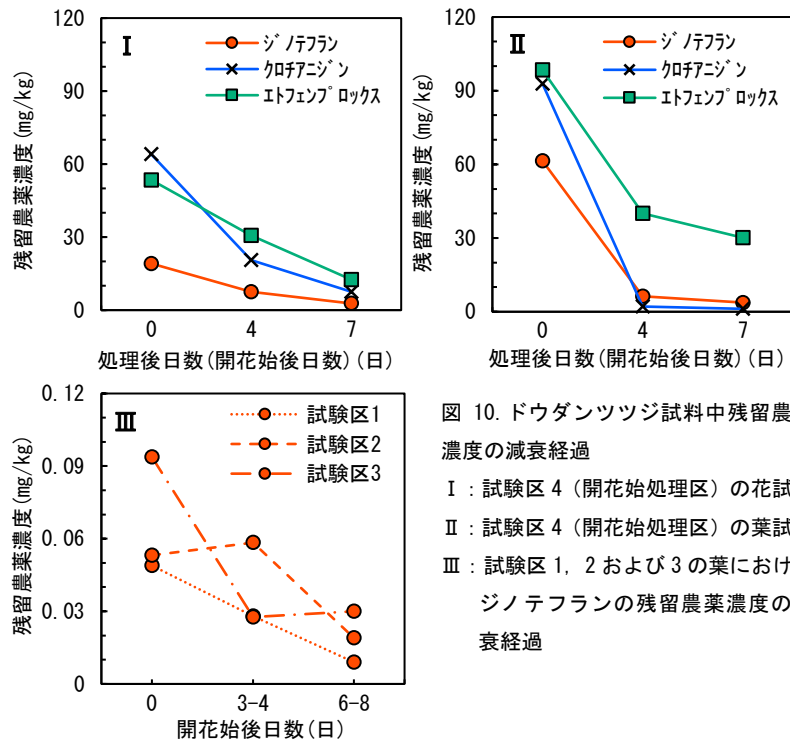 120
90
60
30
0
残留農薬濃度(mg/kg)
Ⅰ
ジノテフラン
クロチアニジン
エトフェンプロックス
0 4 7
処理後日数(開花始後日数)(日)
120
90
60
30
0
残留農薬濃度(mg/kg)
Ⅱ
ジノテフラン
クロチアニジン
エトフェンプロックス
0 4 7
処理後日数(開花始後日数)(日)
0.12
0.09
0.06
0.03
0
残留農薬濃度(mg/kg)
Ⅲ
試験区1
試験区2
試験区3
0 3-4 6-8
開花始後日数(日)
図 10. ドウダンツツジ試料中残留農
濃度の減衰経過
Ⅰ：試験区 4（開花始処理区）の花試
Ⅱ：試験区 4（開花始処理区）の葉試
Ⅲ：試験区 1, 2 および 3 の葉におけ
ジノテフランの残留農薬濃度の
衰経過